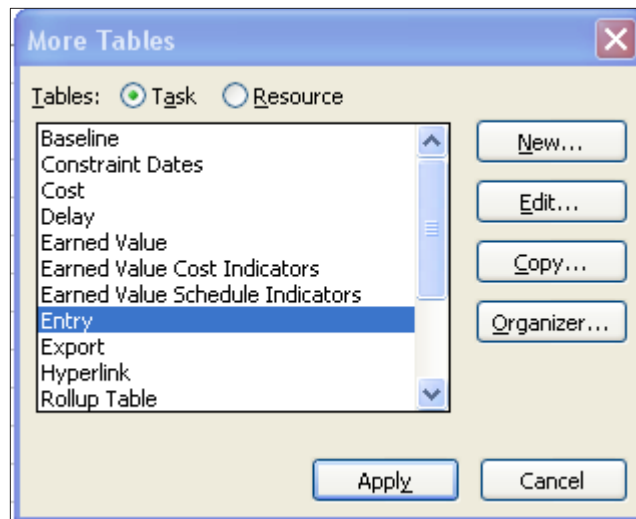 More Tables
Tables: Task Resource
Baseline
Constraint Dates
Cost
Delay
Earned Value
Earned Value Cost Indicators
Earned Value Schedule Indicators
Entry
Export
Hyperlink
Rollup Table
New...
Edit...
Copy...
Organizer...
Apply Cancel